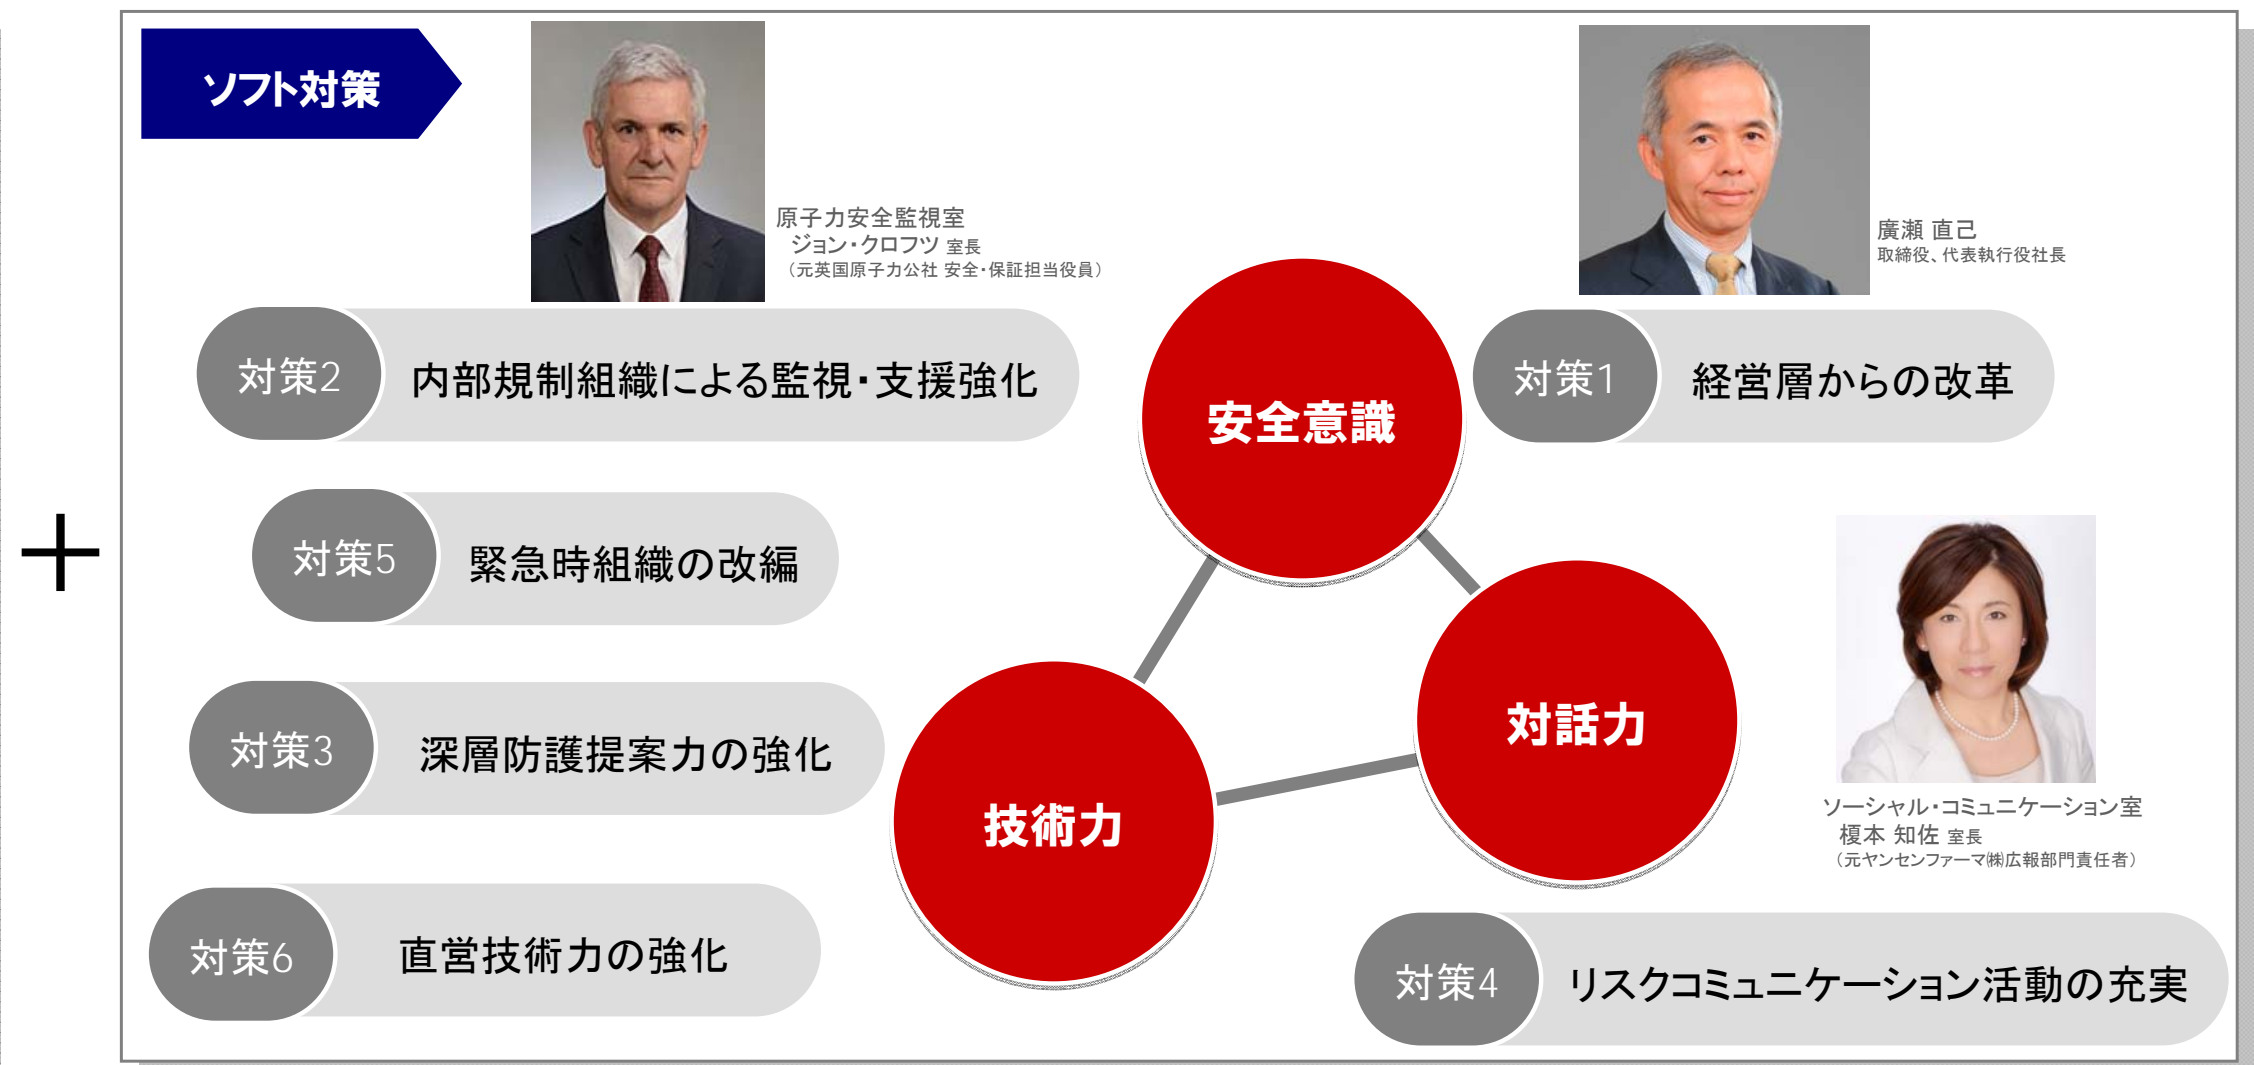 ソフト対策
原子力安全監視室
ジョン・クロフツ 室長
（元英国原子力公社 安全・保証担当役員）
廣瀬 直己
取締役、代表執行役社長
対策2
内部規制組織による監視・支援強化
安全意識
対策1
経営層からの改革
＋
対策5
緊急時組織の改編
対策3
深層防護提案力の強化
技術力
対話力
ソーシャル・コミュニケーション室
榎本 知佐 室長
（元ヤンセンファーマ㈱広報部門責任者）
対策6
直営技術力の強化
対策4
リスクコミュニケーション活動の充実